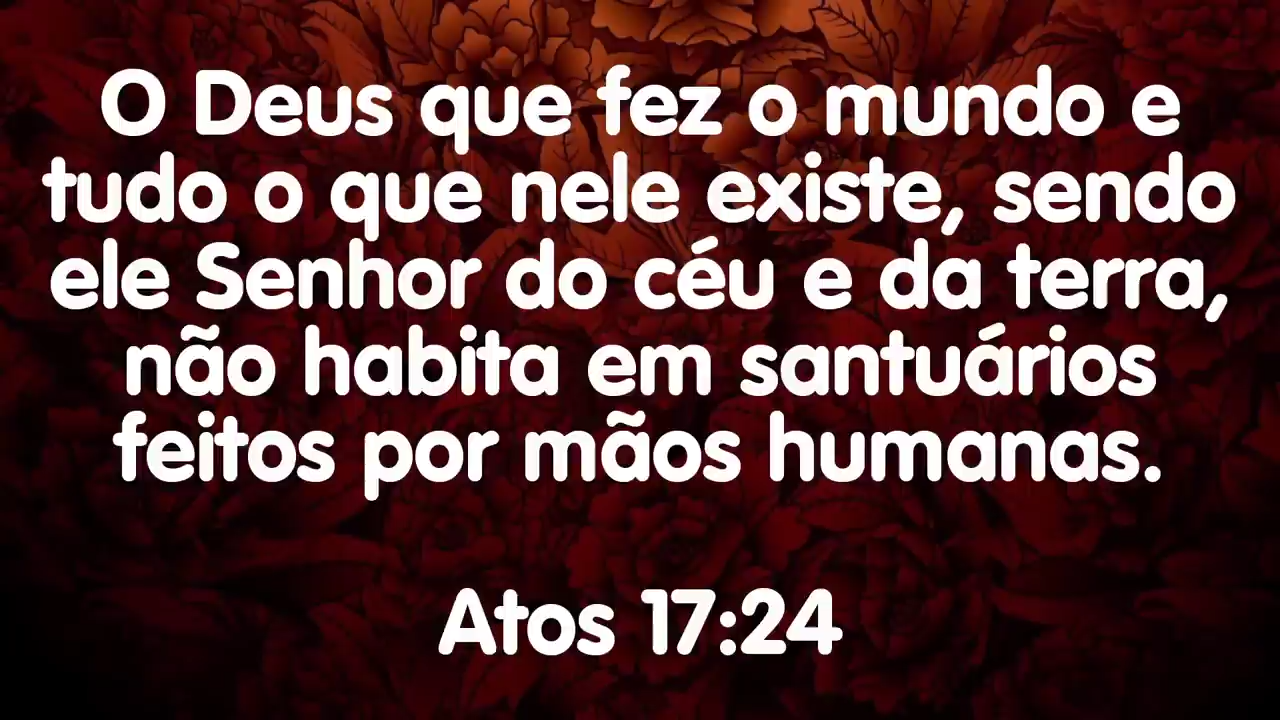 O Deus que fez o mundo e
tudo o que nele existe, sendo
ele Senhor do céu e da terra,
não habita em santuários
feitos por mãos humanas.
Atos 17:24